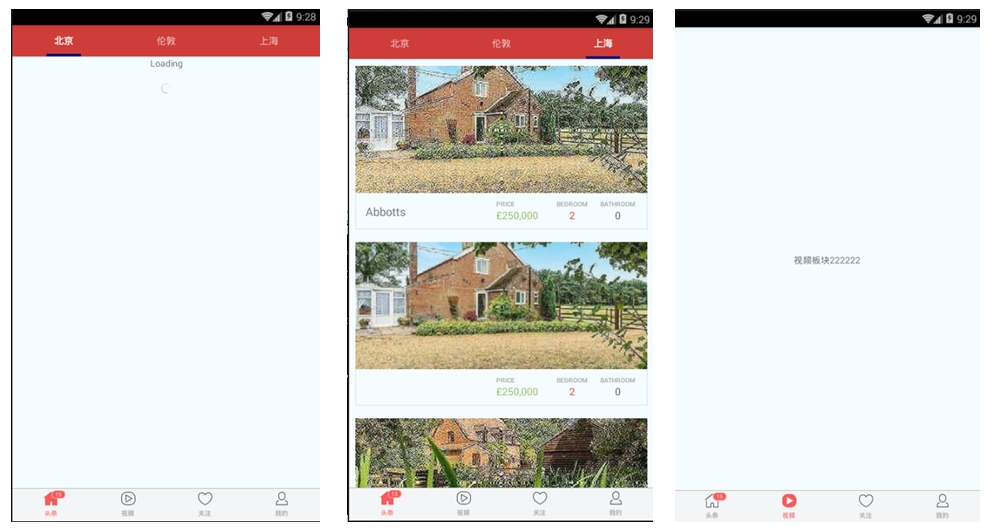 9:28
北京
伦敦
上海
Loading
15
头条
视频
关注
我的
9:29
北京
伦敦
上海
Abbotts
PRICE
BEDROOM
BATHROOM
£250,000
2
0
PRICE
BEDROOM
BATHROOM
£250,000
2
0
15
头条
视频
关注
我的
9:29
视频板块222222
15
头条
视频
关注
我的